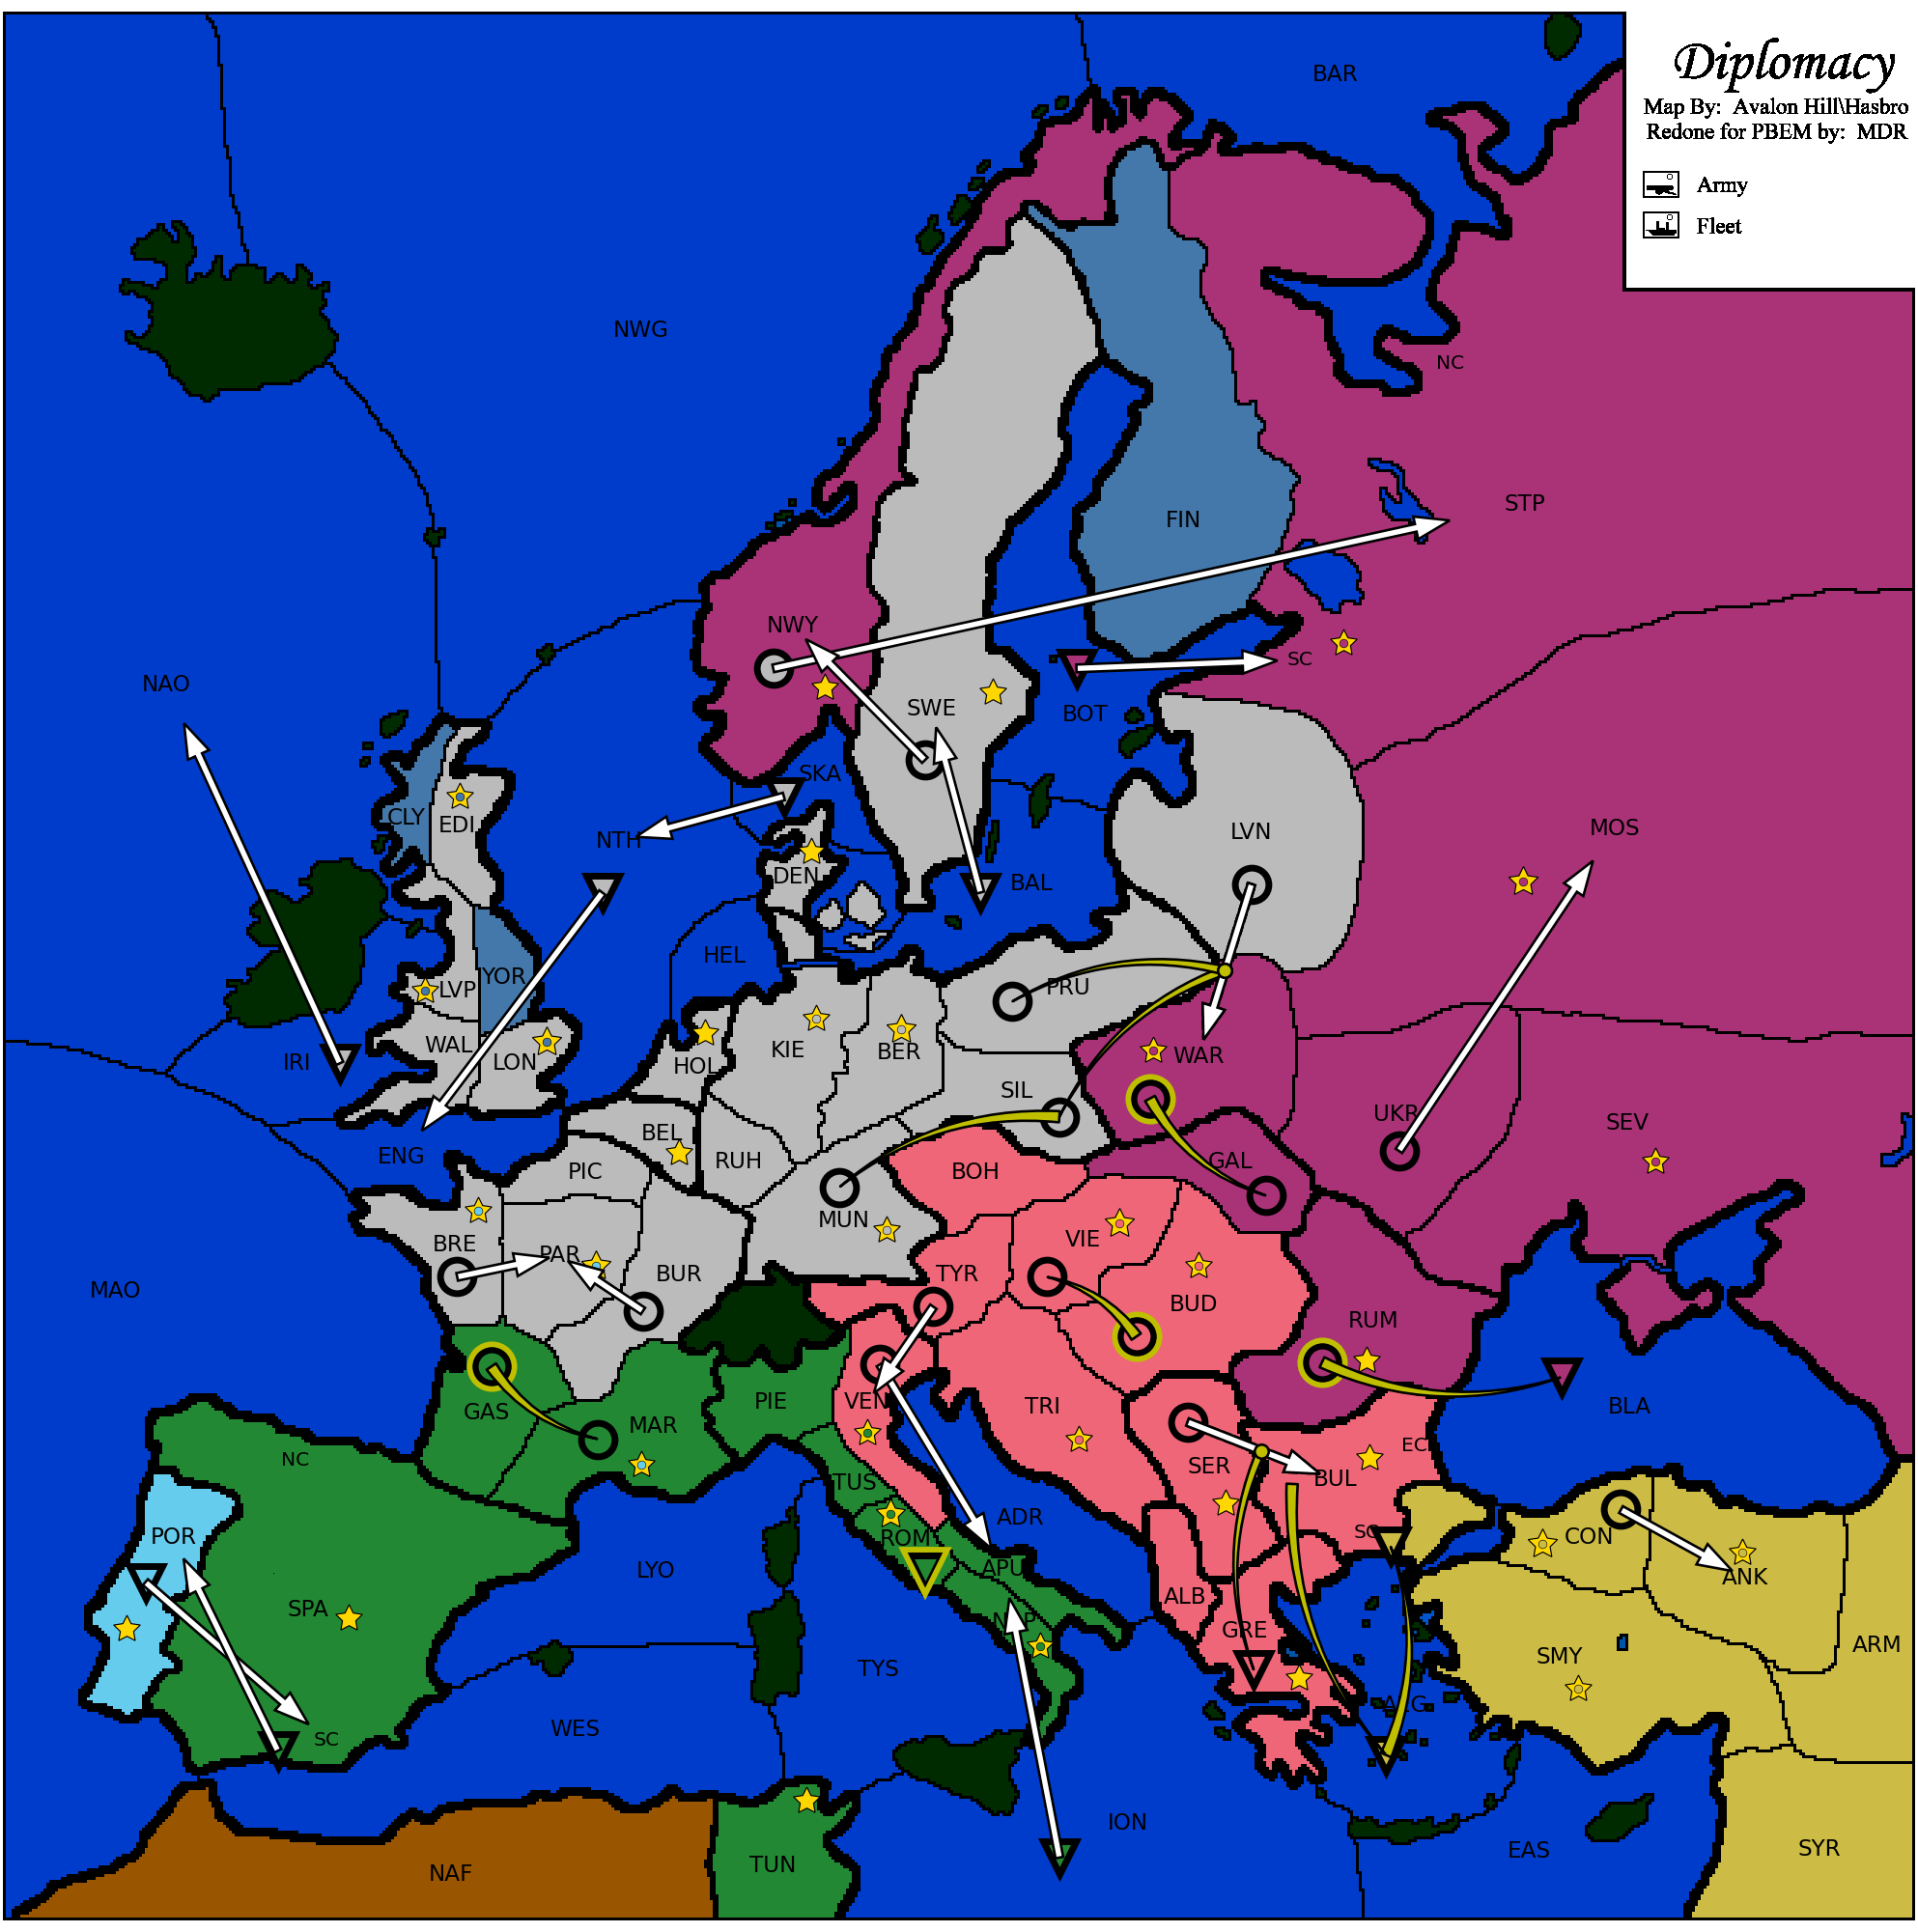 Diplomacy
Map By: Avalon Hill\Hasbro
Redone for PBEM by: MDR
Army
Fleet
BAR
NWG
NC
STP
FIN
NWY
SC
NAO
SWE
BOT
SKA
CLY
EDI
NTH
LVN
MOS
DEN
BAL
HEL
YOR
LVP
PRU
WAL
LON
IRI
HOL
KIE
BER
WAR
SIL
UKR
SEV
ENG
BEL
PIC
RUH
BOH
GAL
MUN
BRE
PAR
BUR
VIE
TYR
BUD
MAO
RUM
GAS
MAR
PIE
VEN
TRI
BLA
NC
EC
SER
BUL
TUS
POR
ROM
ADR
SC
CON
LYO
APU
ANK
SPA
ALB
NAP
GRE
ARM
TYS
SMY
AEG
WES
SC
ION
EAS
SYR
NAF
TUN